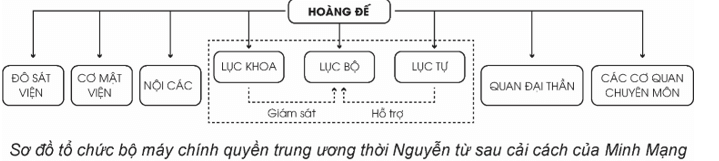 HOÀNG ĐẾ
ĐÔ SÁT
VIỆN
CƠ MẬT
VIỆN
NỘI CÁC
LỤC KHOA
LỤC BỘ
LỤC TỰ
QUAN ĐẠI THẦN
CÁC CƠ QUAN
CHUYÊN MÔN
Giám sát
Hỗ trợ
Sơ đồ tổ chức bộ máy chính quyền trung ương thời Nguyễn từ sau cải cách của Minh Mạng